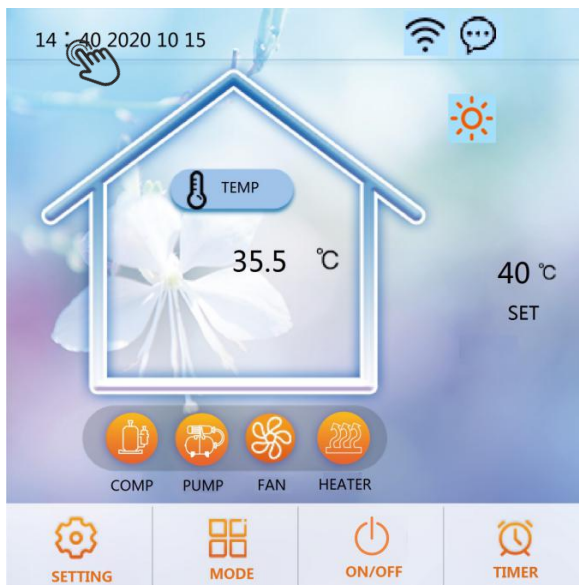 14:40 2020 10 15
TEMP
35.5 ℃
40 ℃
SET
COMP PUMP FAN HEATER
SETTING MODE ON/OFF TIMER